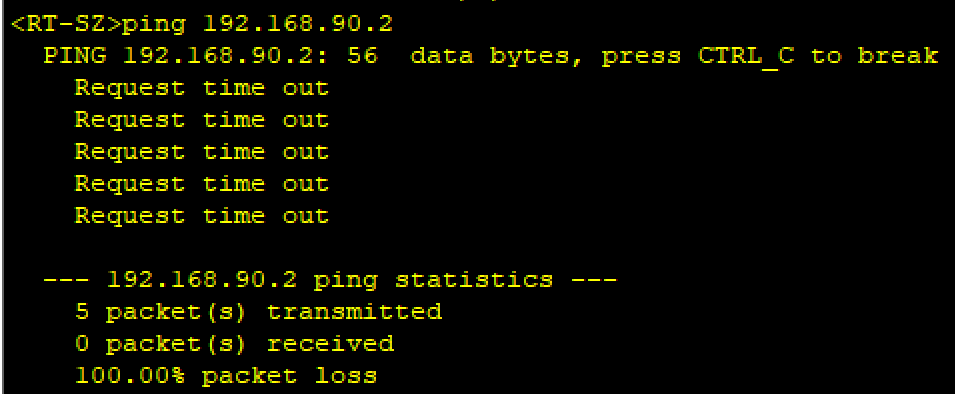 <RT-SZ>ping 192.168.90.2
PING 192.168.90.2: 56  data bytes, press CTRL_C to break
Request time out
Request time out
Request time out
Request time out
Request time out
--- 192.168.90.2 ping statistics ---
5 packet(s) transmitted
0 packet(s) received
100.00% packet loss